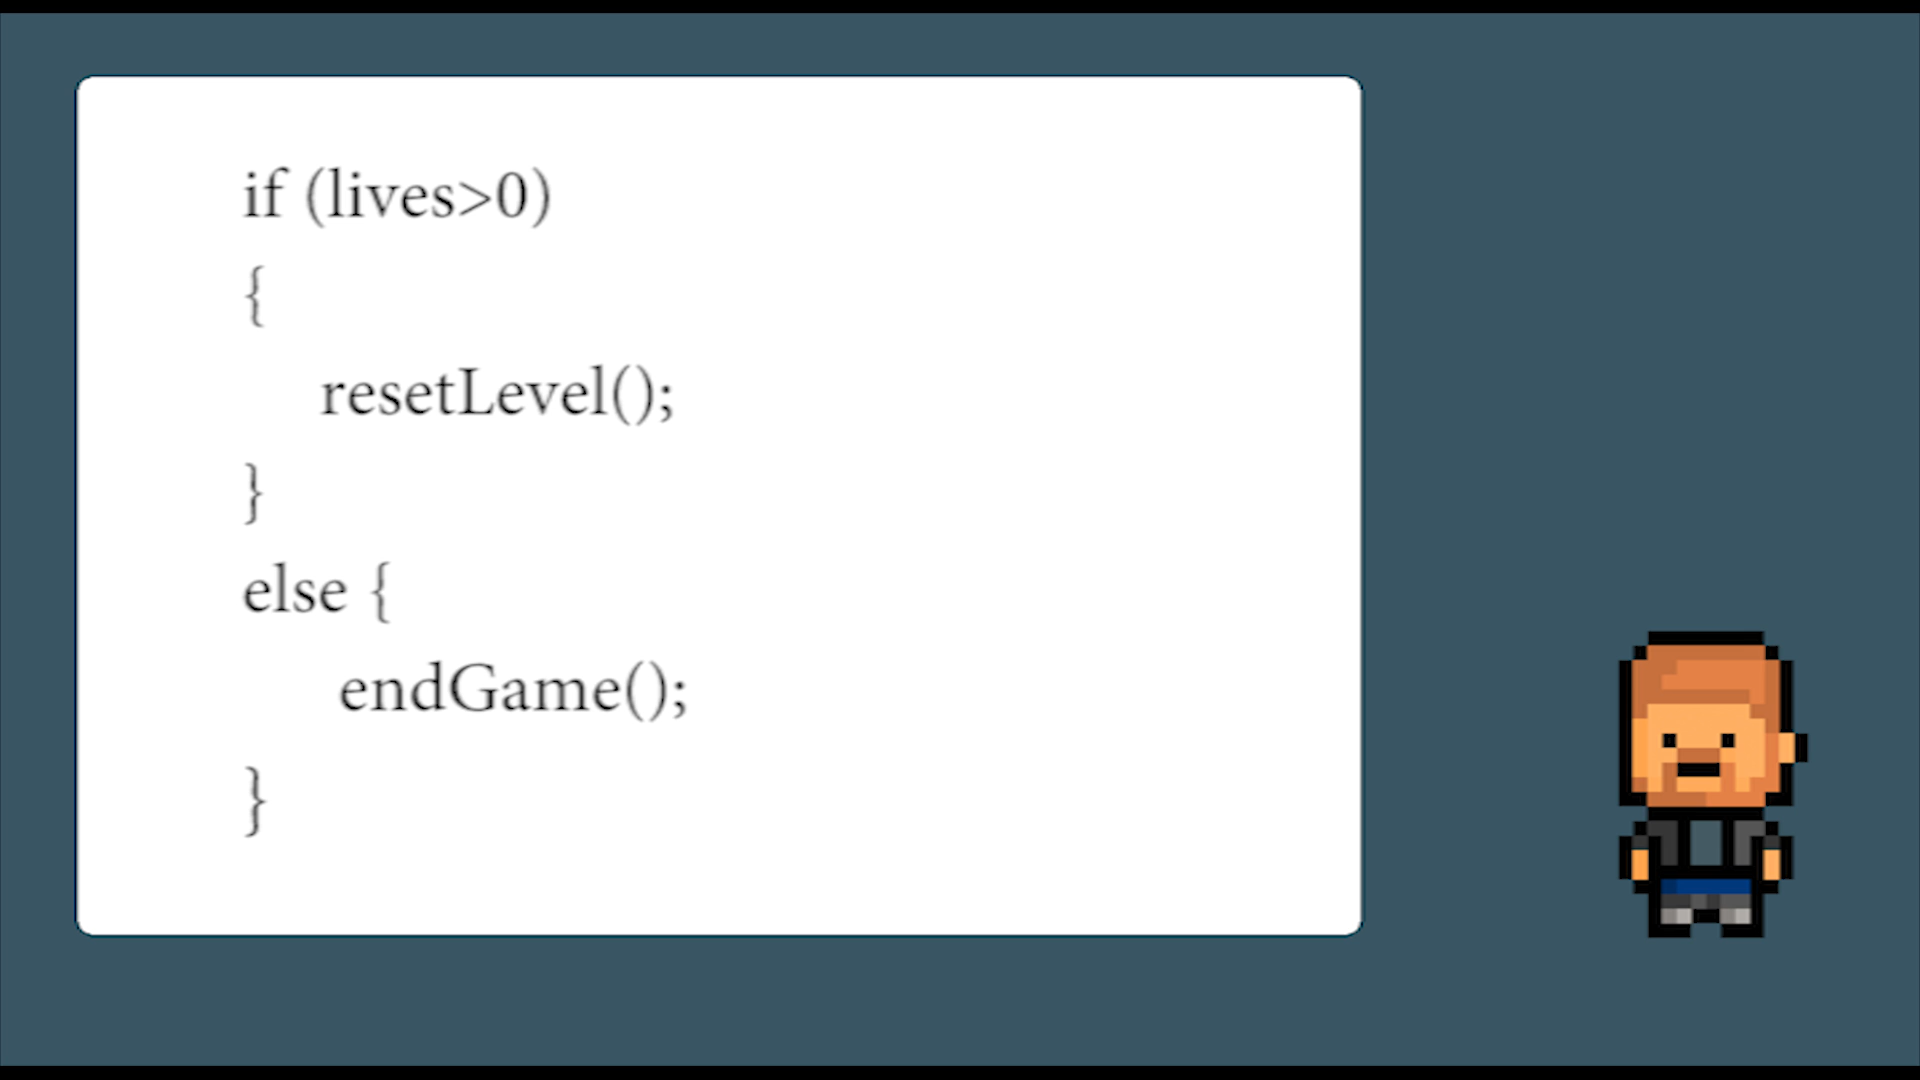 if (lives>0)
{
resetLevel();
}
else {
endGame();
}